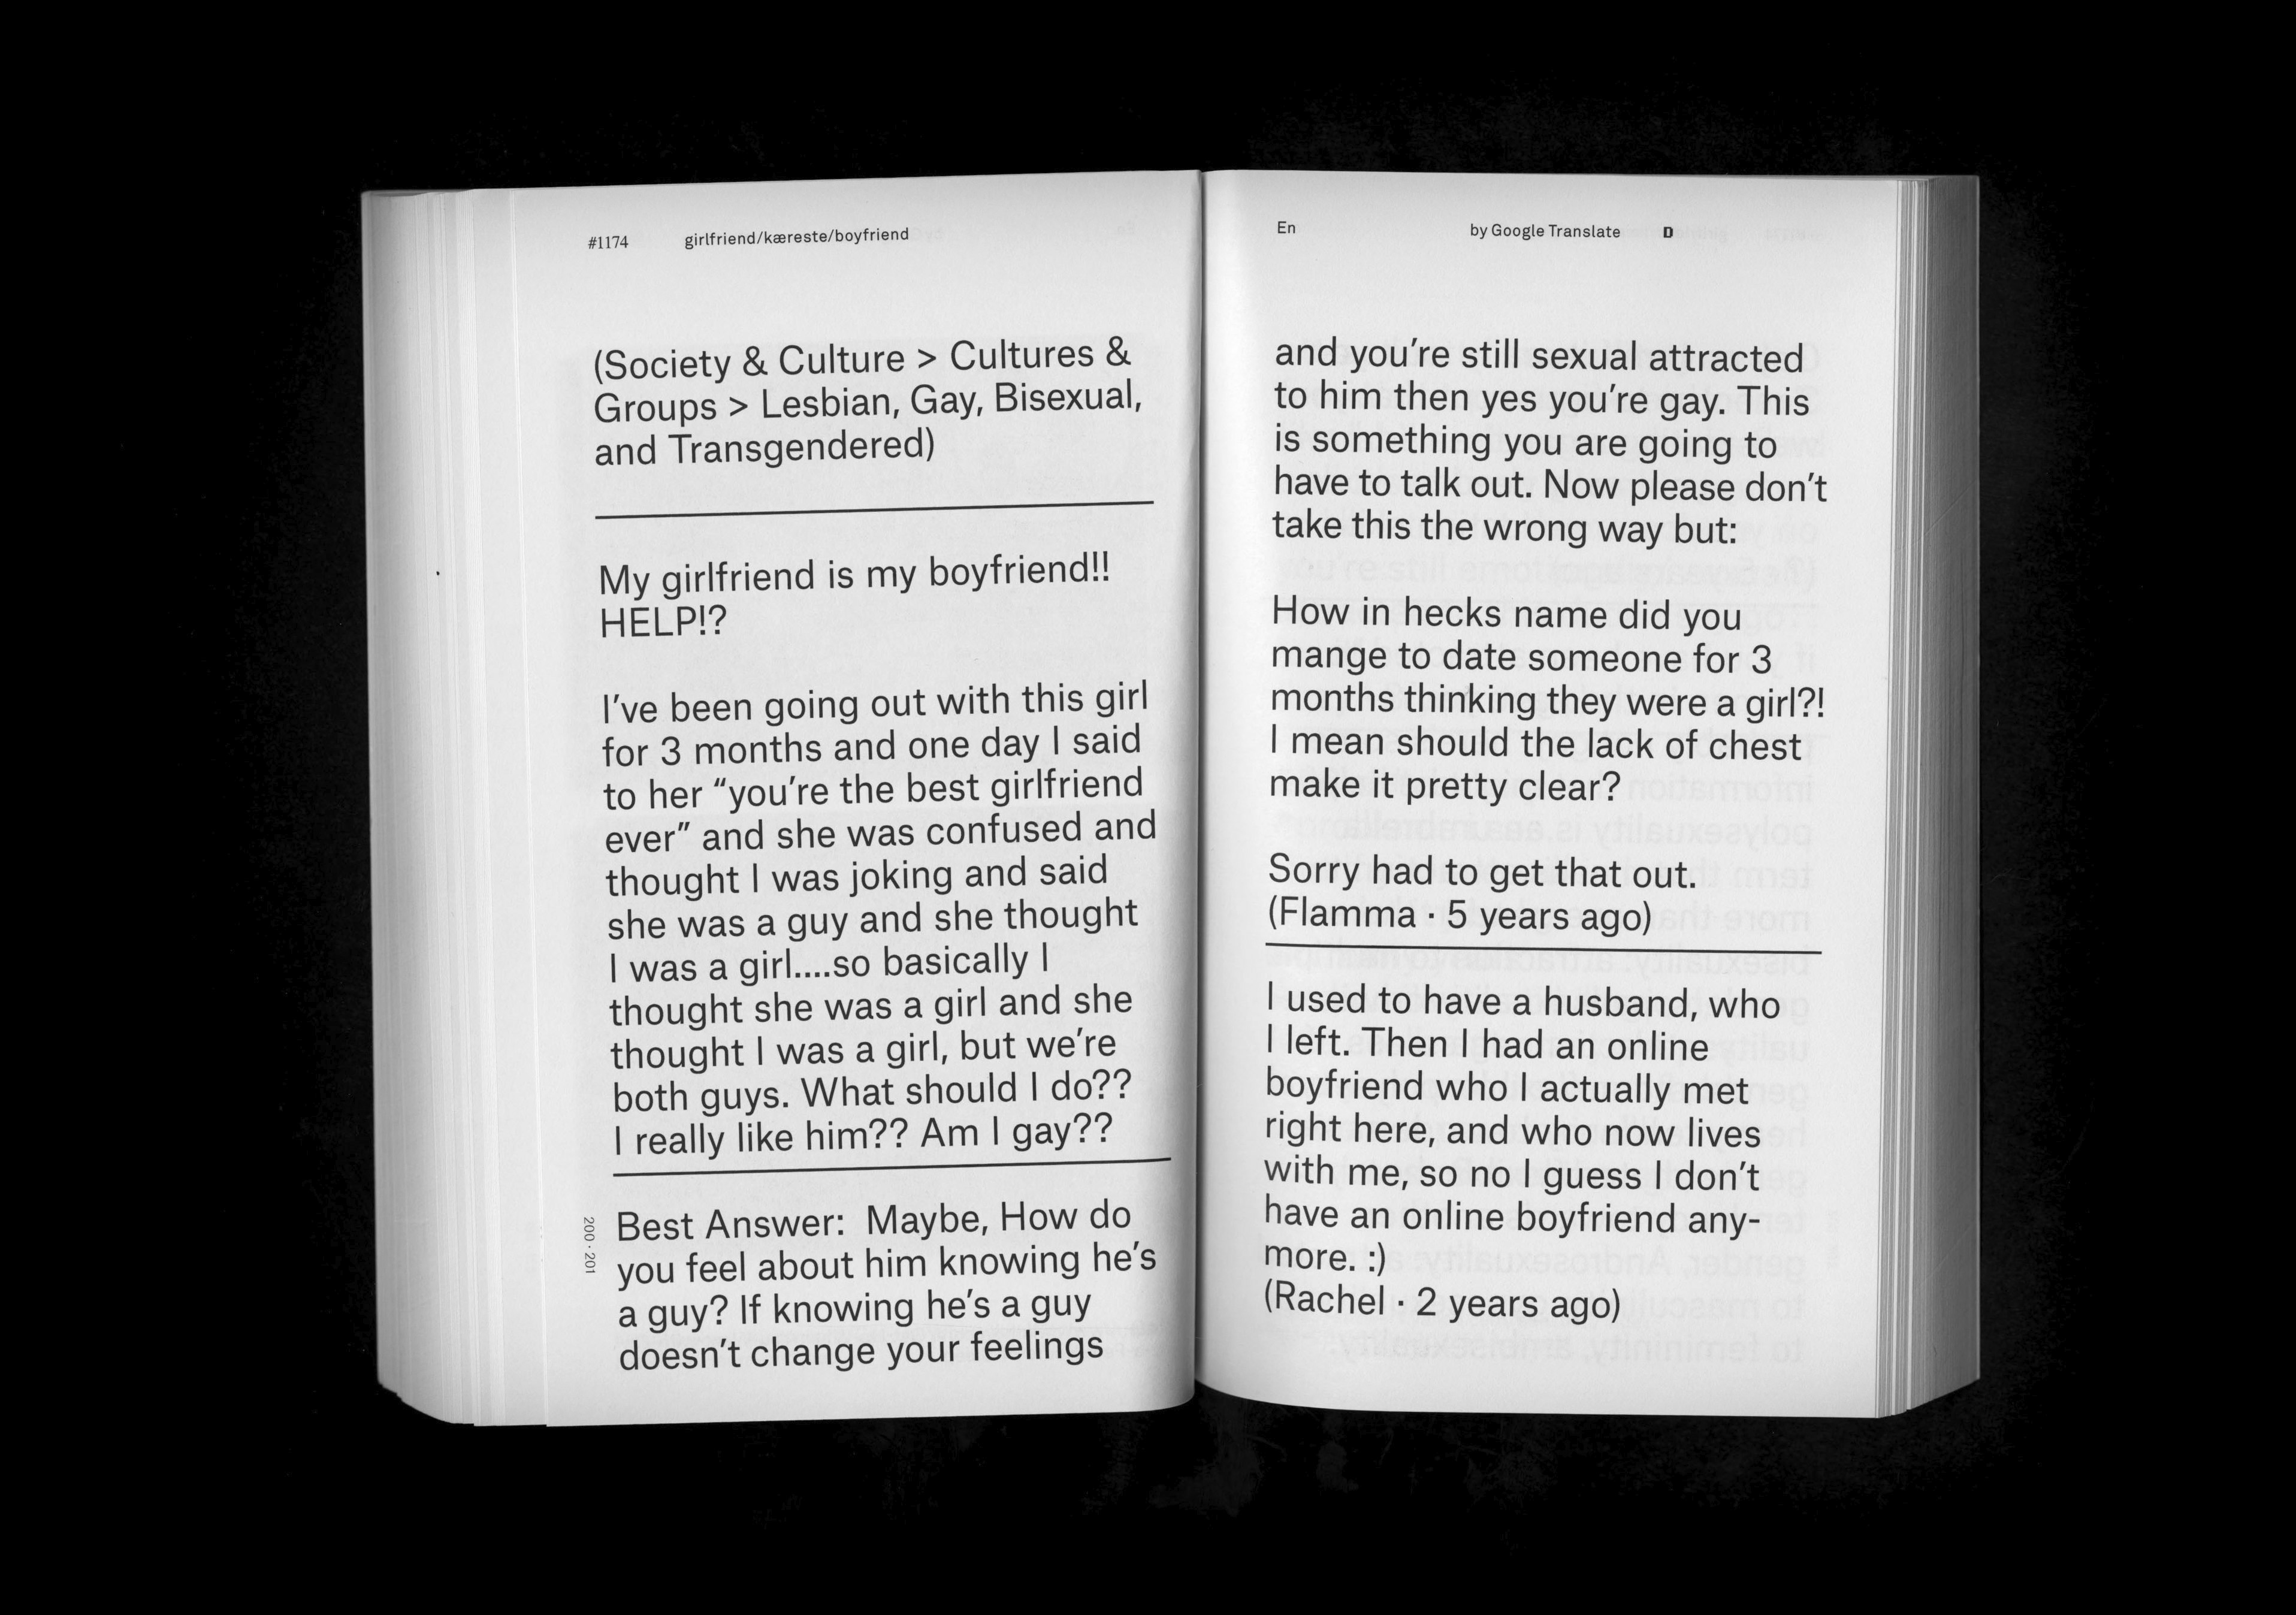 #1174 girlfriend/kæreste/boyfriend
(Society & Culture > Cultures &
Groups > Lesbian, Gay, Bisexual,
and Transgendered)
My girlfriend is my boyfriend!!
HELP!?
I've been going out with this girl
for 3 months and one day I said
to her “you're the best girlfriend
ever” and she was confused and
thought I was joking and said
she was a guy and she thought
I was a girl....so basically I
thought she was a girl and she
thought I was a girl, but we're
both guys. What should I do??
I really like him?? Am I gay??
200·201
Best Answer: Maybe, How do
you feel about him knowing he's
a guy? If knowing he's a guy
doesn't change your feelings
En by Google Translate D
and you're still sexual attracted
to him then yes you're gay. This
is something you are going to
have to talk out. Now please don't
take this the wrong way but:
How in hecks name did you
mange to date someone for 3
months thinking they were a girl?!
I mean should the lack of chest
make it pretty clear?
Sorry had to get that out.
(Flamma · 5 years ago)
I used to have a husband, who
I left. Then I had an online
boyfriend who I actually met
right here, and who now lives
with me, so no I guess I don't
have an online boyfriend any-
more. :)
(Rachel · 2 years ago)